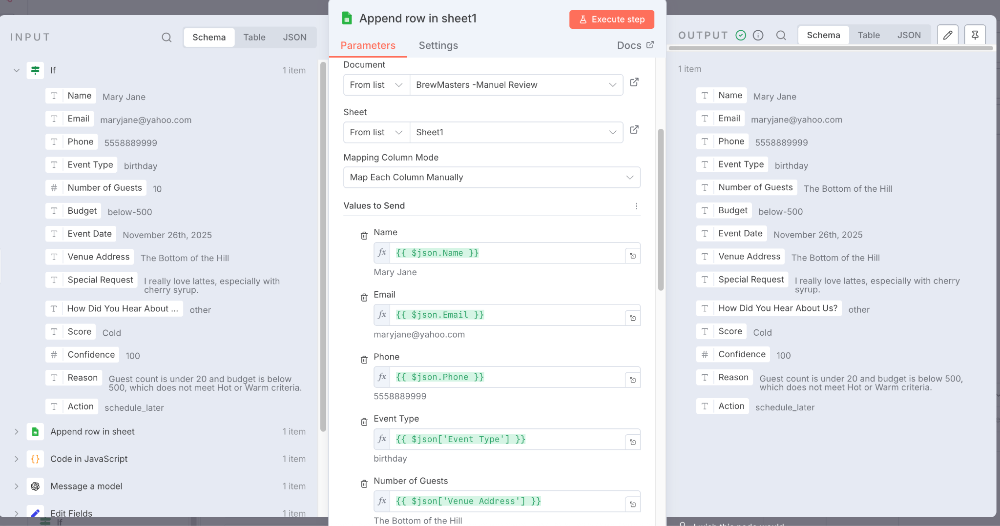 INPUT
Schema
Table
JSON
If
1 item
Name
Mary Jane
Email
maryjane@yahoo.com
Phone
5558889999
Event Type
birthday
Number of Guests
10
Budget
below-500
Event Date
November 26th, 2025
Venue Address
The Bottom of the Hill
Special Request
I really love lattes, especially with
cherry syrup.
How Did You Hear About ...
other
Score
Cold
Confidence
100
Reason
Guest count is under 20 and budget is below
500, which does not meet Hot or Warm criteria.
Action
schedule_later
Append row in sheet
1 item
Code in JavaScript
1 item
Message a model
1 item
Edit Fields
1 item
If
Append row in sheet1
Execute step
Parameters
Settings
Docs
Document
From list
BrewMasters -Manuel Review
Sheet
From list
Sheet1
Mapping Column Mode
Map Each Column Manually
Values to Send
Name
fx {{ $json.Name }}
Mary Jane
Email
fx {{ $json.Email }}
maryjane@yahoo.com
Phone
fx {{ $json.Phone }}
5558889999
Event Type
fx {{ $json['Event Type'] }}
birthday
Number of Guests
fx {{ $json['Venue Address'] }}
The Bottom of the Hill
OUTPUT
Schema
Table
JSON
1 item
Name
Mary Jane
Email
maryjane@yahoo.com
Phone
5558889999
Event Type
birthday
Number of Guests
The Bottom of the Hill
Budget
below-500
Event Date
November 26th, 2025
Venue Address
The Bottom of the Hill
Special Request
I really love lattes, especially with cherry
syrup.
How Did You Hear About Us?
other
Score
Cold
Confidence
100
Reason
Guest count is under 20 and budget is below 500,
which does not meet Hot or Warm criteria.
Action
schedule_later
I wish this node would